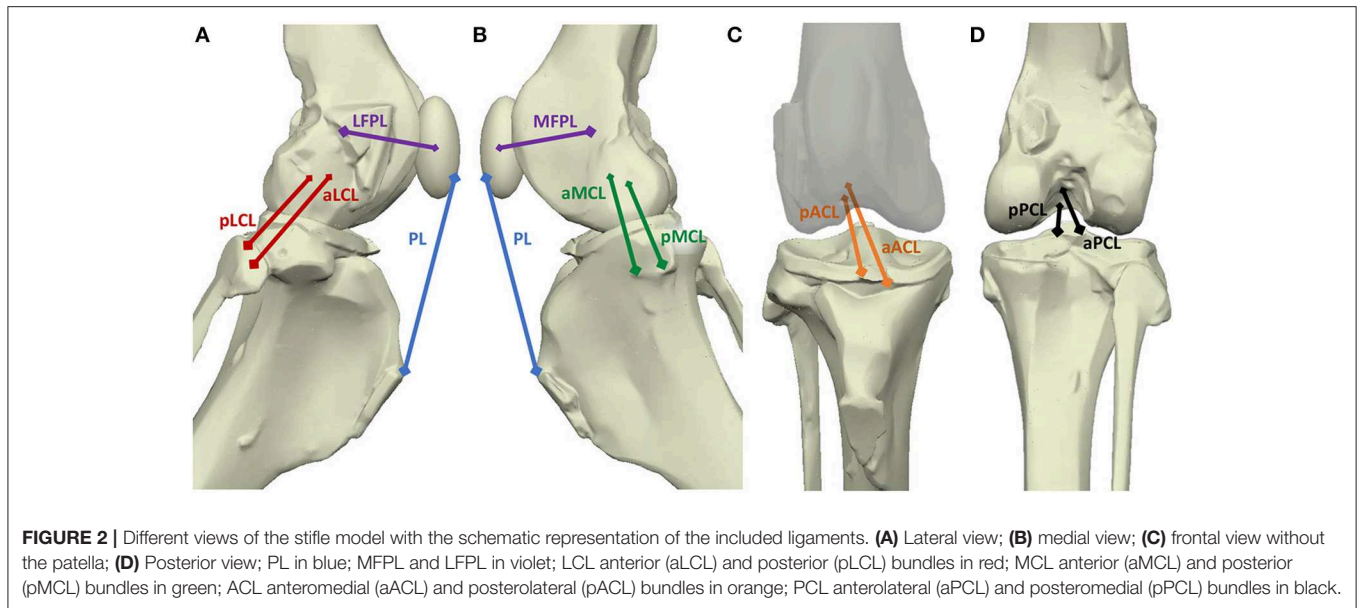 A
B
C
D
LFPL
MFPL
aLCL
pLCL
PL
PL
aMCL
pMCL
pACL
aACL
pPCL
aPCL
FIGURE 2 | Different views of the stifle model with the schematic representation of the included ligaments. (A) Lateral view; (B) medial view; (C) frontal view without
the patella; (D) Posterior view; PL in blue; MFPL and LFPL in violet; LCL anterior (aLCL) and posterior (pLCL) bundles in red; MCL anterior (aMCL) and posterior
(pMCL) bundles in green; ACL anteromedial (aACL) and posterolateral (pACL) bundles in orange; PCL anterolateral (aPCL) and posteromedial (pPCL) bundles in black.